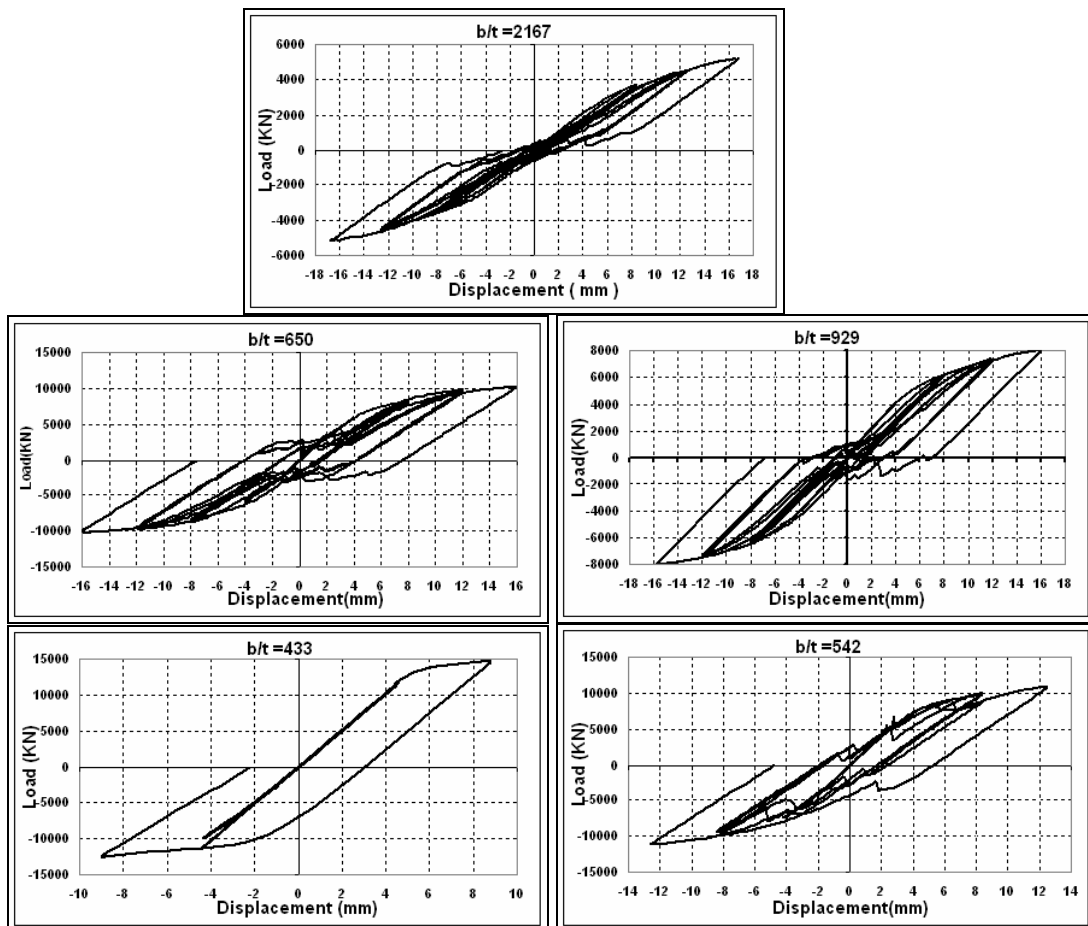 b/t =2167
6000
4000
2000
0
-2000
-4000
-6000
Load (KN)
-18 -16 -14 -12 -10 -8 -6 -4 -2 0 2 4 6 8 10 12 14 16 18
Displacement ( mm )
b/t =650
15000
10000
5000
0
-5000
-10000
-15000
Load(KN)
-16 -14 -12 -10 -8 -6 -4 -2 0 2 4 6 8 10 12 14 16
Displacement(mm)
b/t =929
8000
6000
4000
2000
0
-2000
-4000
-6000
-8000
Load(KN)
-18 -16 -14 -12 -10 -8 -6 -4 -2 0 2 4 6 8 10 12 14 16 18
Displacement(mm)
b/t =433
15000
10000
5000
0
-5000
-10000
-15000
Load (KN)
-10 -8 -6 -4 -2 0 2 4 6 8 10
Displacement (mm)
b/t =542
15000
10000
5000
0
-5000
-10000
-15000
Load (KN)
-14 -12 -10 -8 -6 -4 -2 0 2 4 6 8 10 12 14
Displacement(mm)